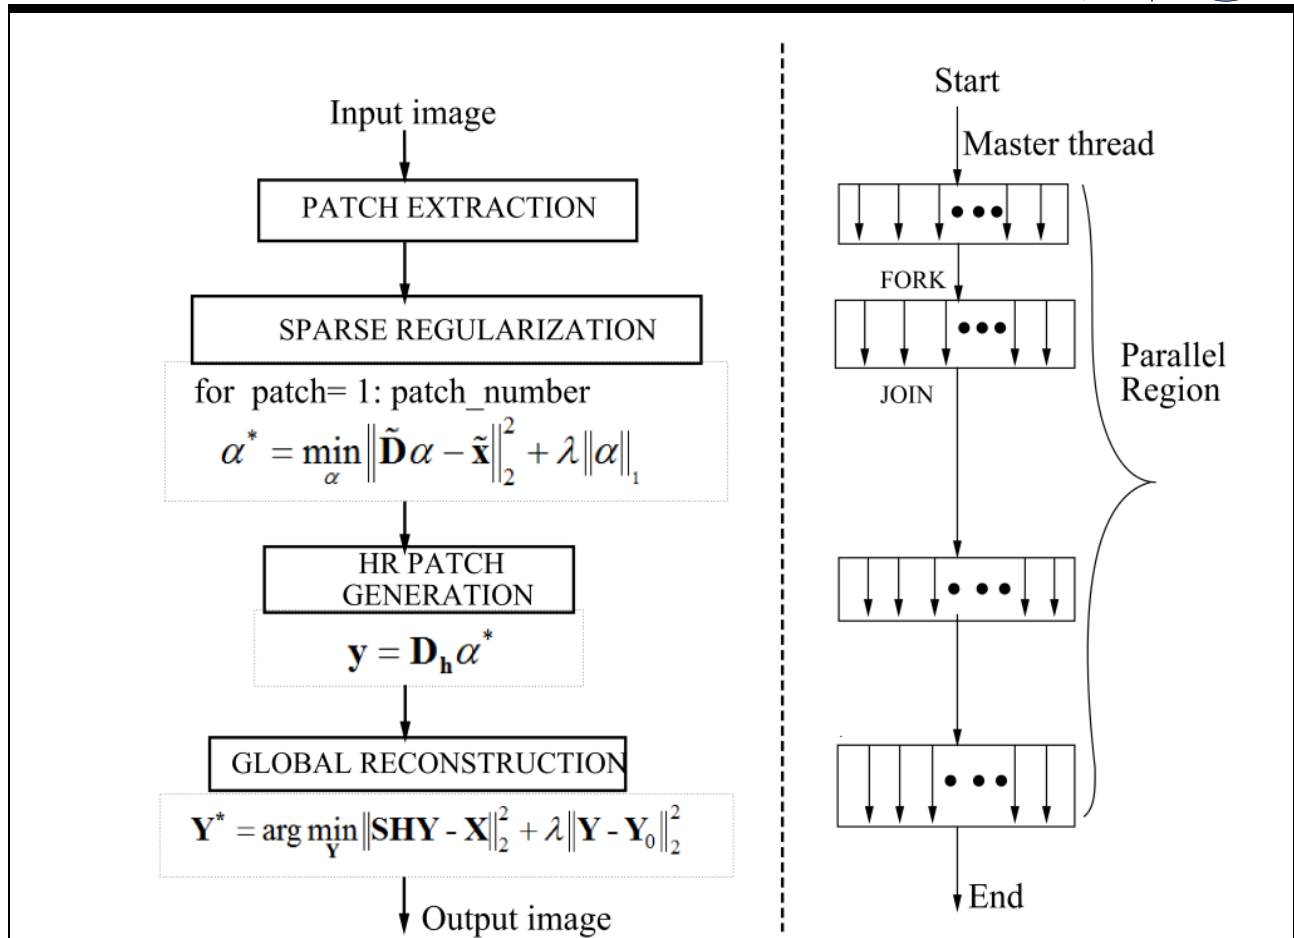 Input image
PATCH EXTRACTION
SPARSE REGULARIZATION
for patch= 1: patch_number
α* = min_α ‖D̃α - x̃‖₂² + λ‖α‖₁
HR PATCH
GENERATION
y = D_h α*
GLOBAL RECONSTRUCTION
Y* = arg min_Y ‖SHY - X‖₂² + λ‖Y - Y₀‖₂²
Output image
Start
Master thread
FORK
JOIN
Parallel
Region
End